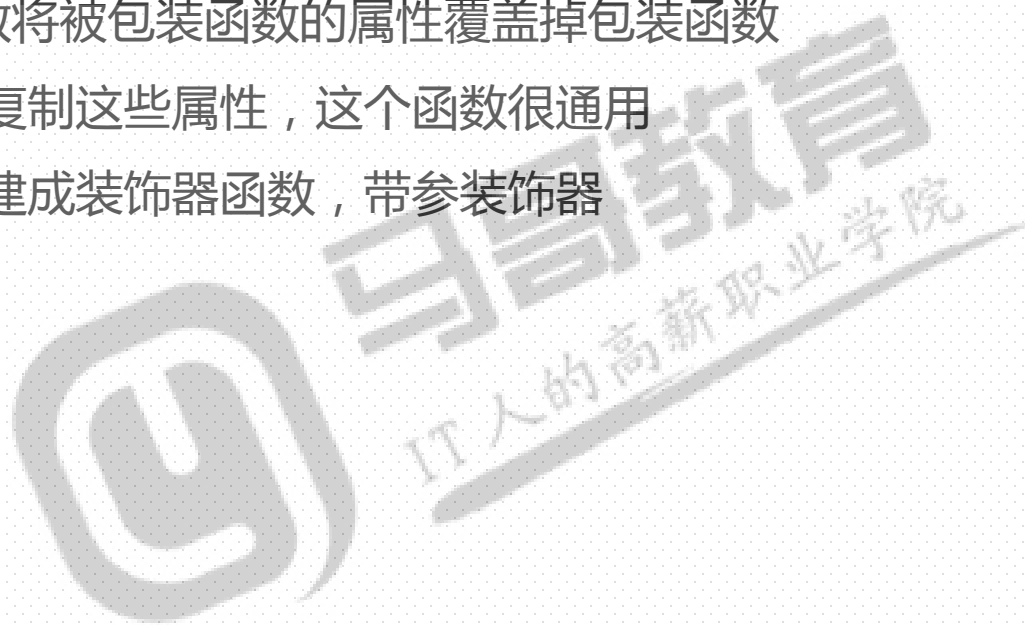 将被包装函数的属性覆盖掉包装函数
复制这些属性，这个函数很通用
建成装饰器函数，带参装饰器
马哥教育
IT人的高薪职业学院